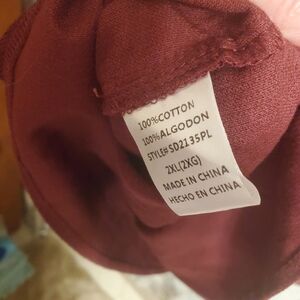 100%COTTON
100%ALGODON
STYLE#SD2135PL
2XL(2XG)
MADE IN CHINA
HECHO EN CHINA